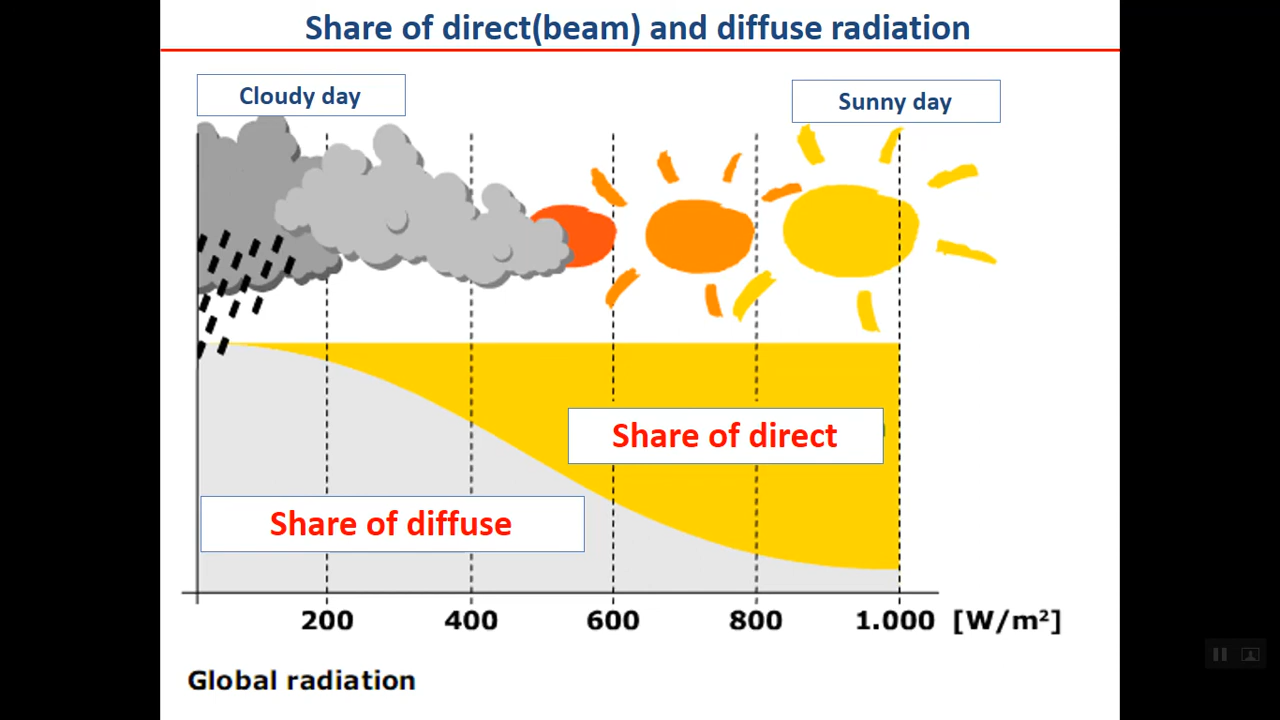 Share of direct(beam) and diffuse radiation
Cloudy day
Sunny day
Share of direct
Share of diffuse
200 400 600 800 1.000 [W/m²]
Global radiation